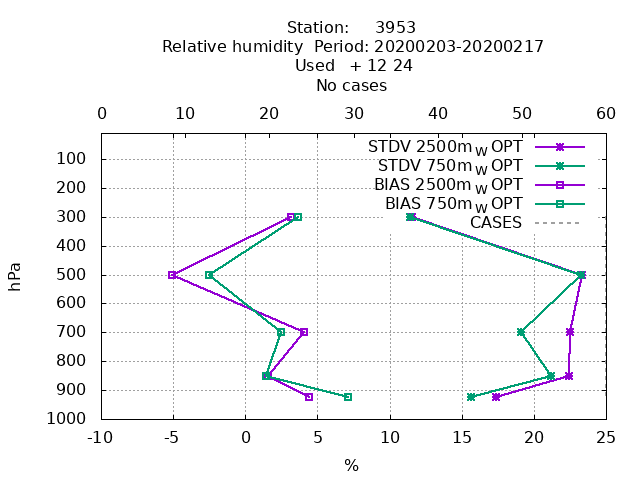 Station: 3953
Relative humidity Period: 20200203-20200217
Used + 12 24
No cases
0 10 20 30 40 50 60
STDV 2500m W OPT
STDV 750m W OPT
BIAS 2500m W OPT
BIAS 750m W OPT
CASES
100
200
300
400
500
600
700
800
900
1000
hPa
-10 -5 0 5 10 15 20 25
%